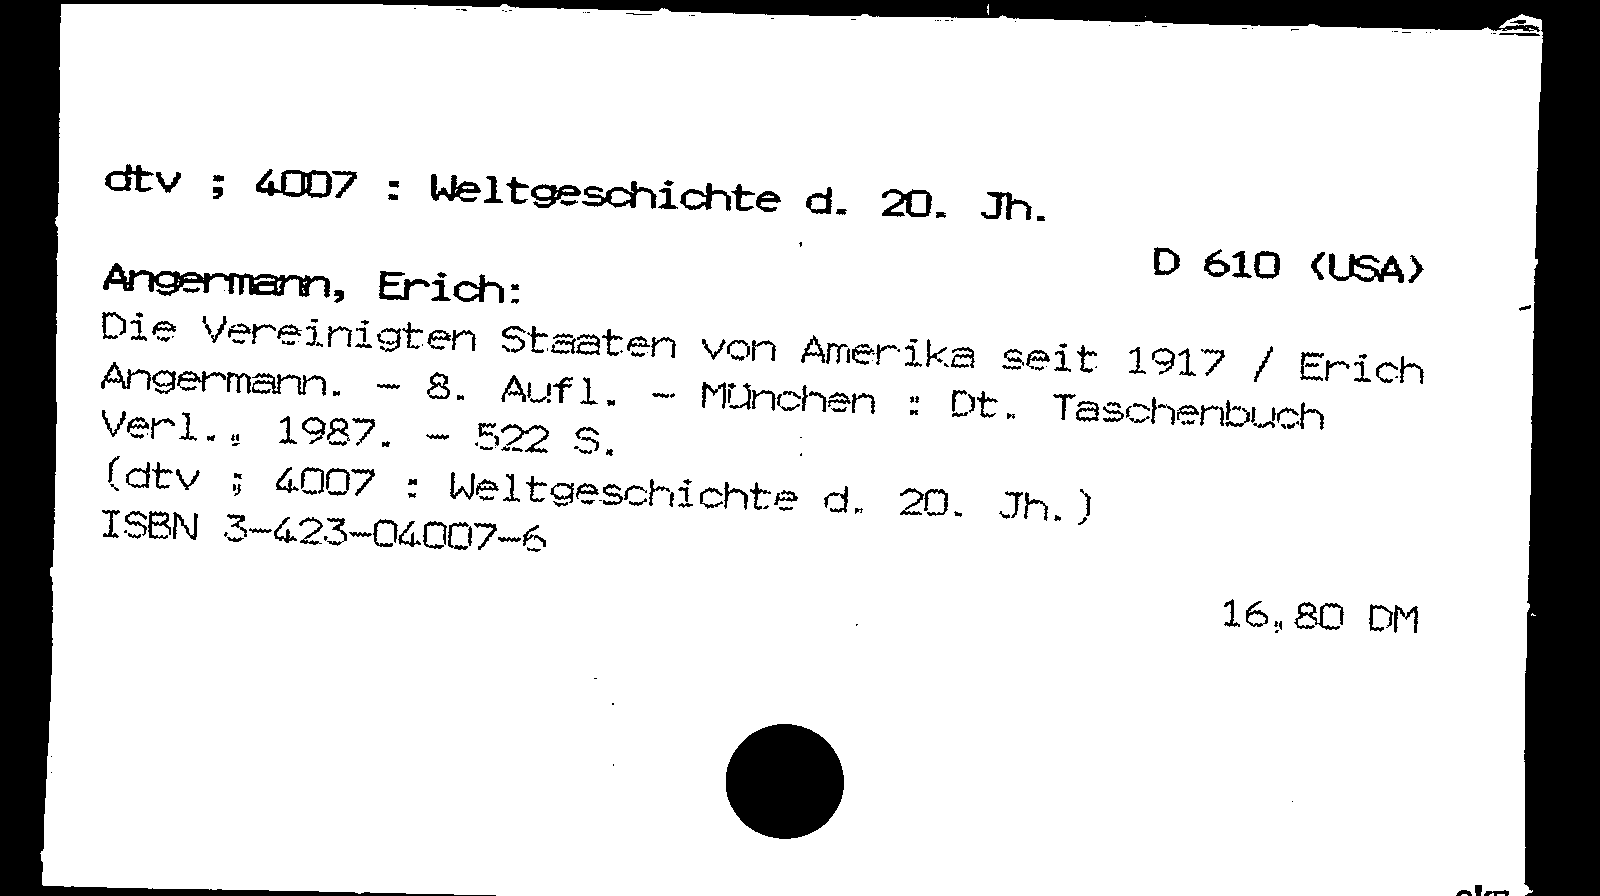 dtv ; 4007 : Weltgeschichte d. 20. Jh.
D 610 (USA)
Angermann, Erich:
Die Vereinigten Staaten von Amerika seit 1917 / Erich
Angermann. - 8. Aufl. - München : Dt. Taschenbuch
Verl., 1987. - 522 S.
(dtv ; 4007 : Weltgeschichte d. 20. Jh.)
ISBN 3-423-04007-6
16,80 DM